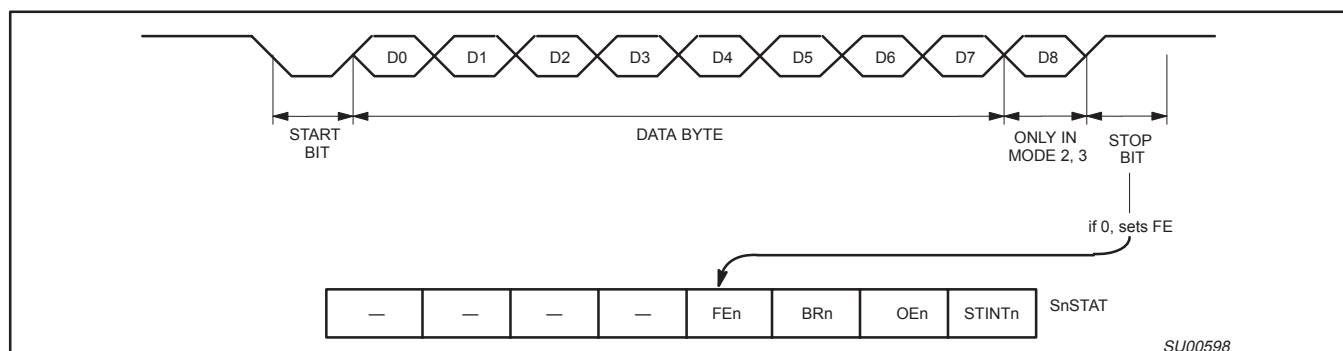 D0 D1 D2 D3 D4 D5 D6 D7 D8
START
BIT
DATA BYTE
ONLY IN
MODE 2, 3
STOP
BIT
if 0, sets FE
— — — — FEn BRn OEn STINTn SnSTAT
SU00598